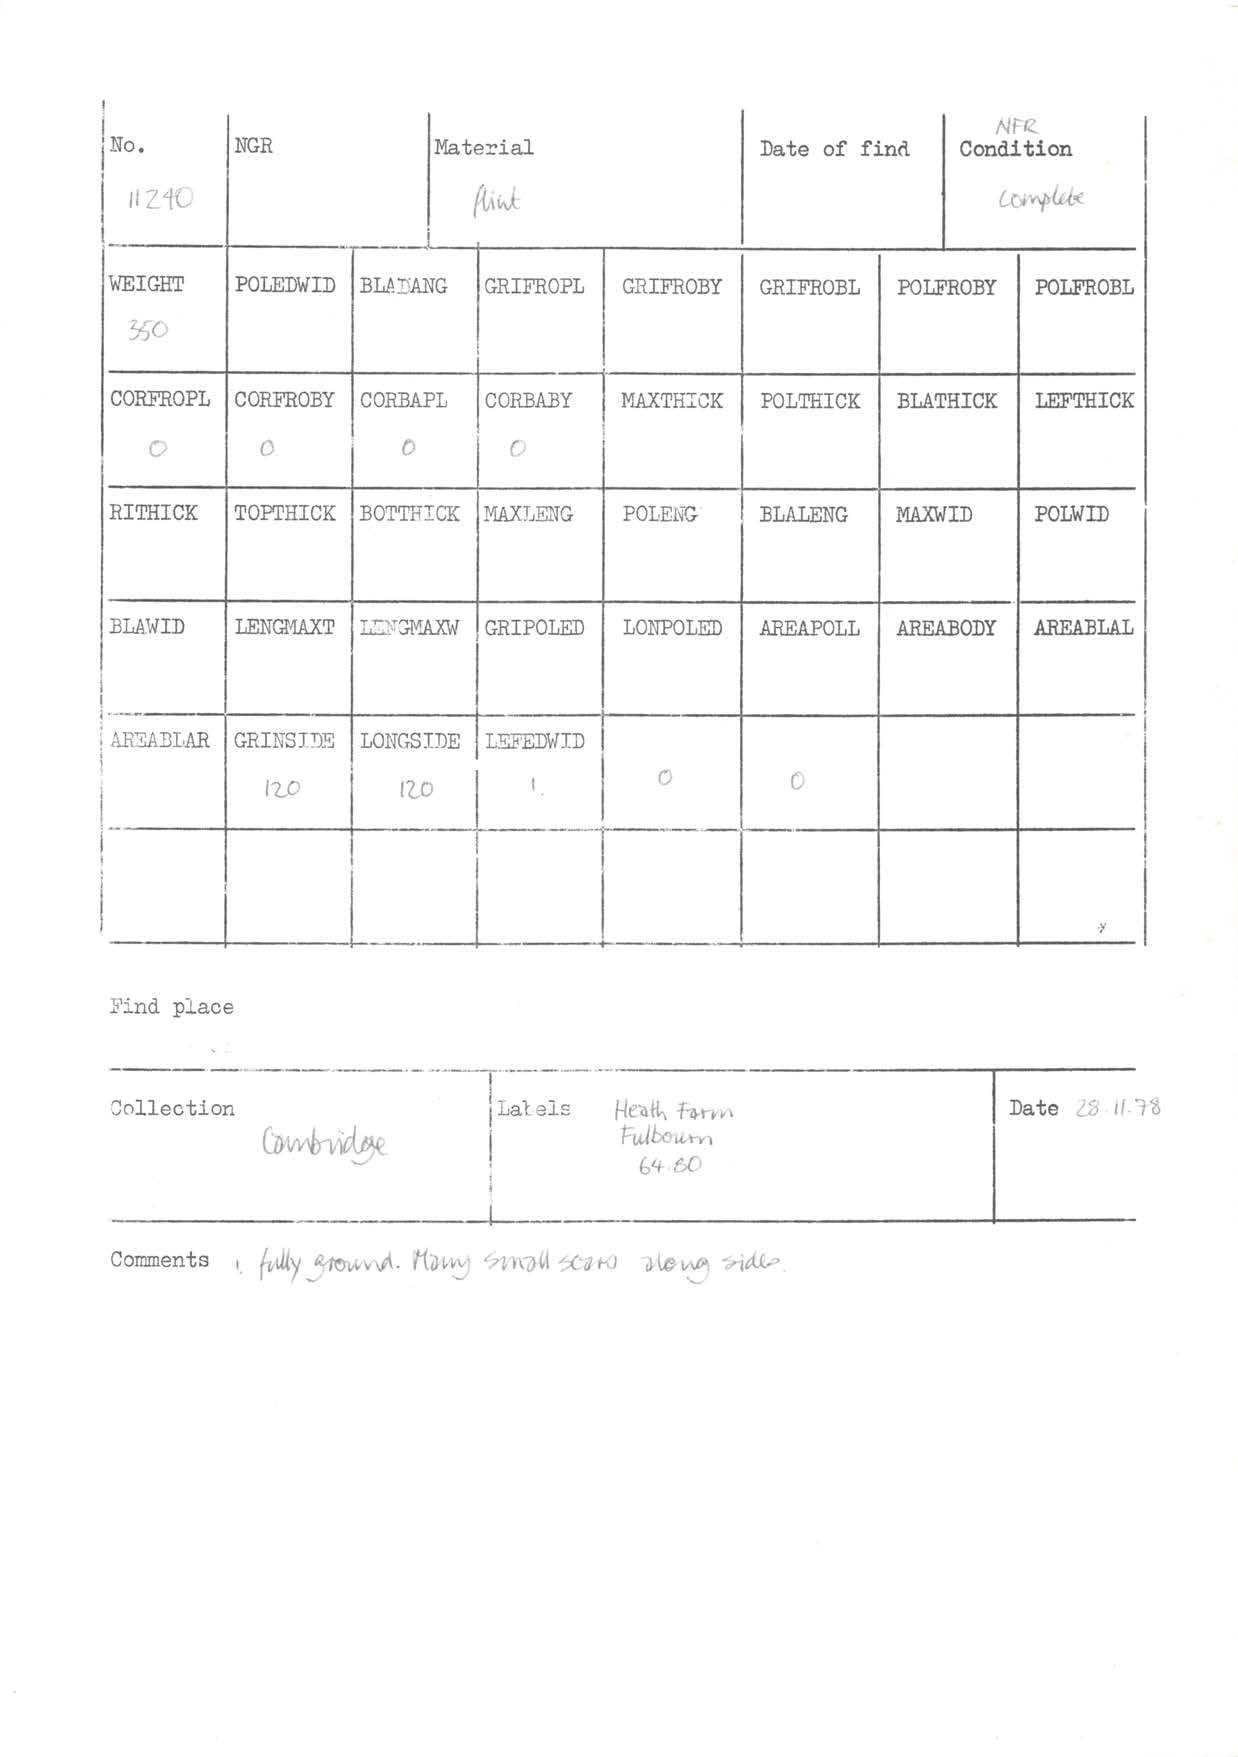 NFR
No. NGR Material Date of find Condition
11240 flint complete
WEIGHT POLEDWID BLADANG GRIFROPL GRIFROBY GRIFROBL POLFROBY POLFROBL
350
CORFROPL CORFROBY CORBAPL CORBABY MAXTHICK POLTHICK BLATHICK LEFTHICK
0 0 0 0
RITHICK TOPTHICK BOTTHICK MAXLENG POLENG BLALENG MAXWID POLWID
BLAWID LENGMAXT LENGMAXW GRIPOLED LONPOLED AREAPOLL AREABODY AREABLAL
AREABLAR GRINSIDE LONGSIDE LEFEDWID
120 120 1. 0 0
Find place
Collection Labels Heath Farm Date 28.11.78
Cambridge Fulbourn
64.80
Comments 1. fully ground. Many small scars along sides.